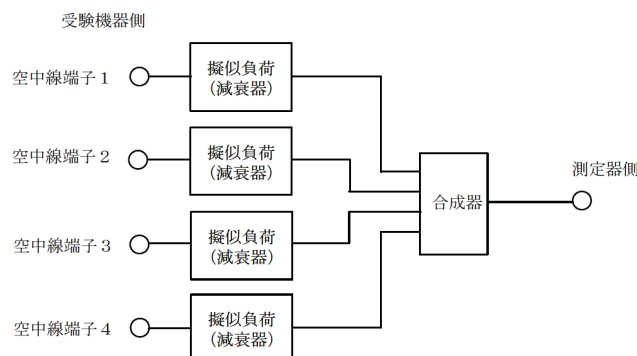 受験機器側
空中線端子1
擬似負荷
(減衰器)
空中線端子2
擬似負荷
(減衰器)
空中線端子3
擬似負荷
(減衰器)
空中線端子4
擬似負荷
(減衰器)
合成器
測定器側